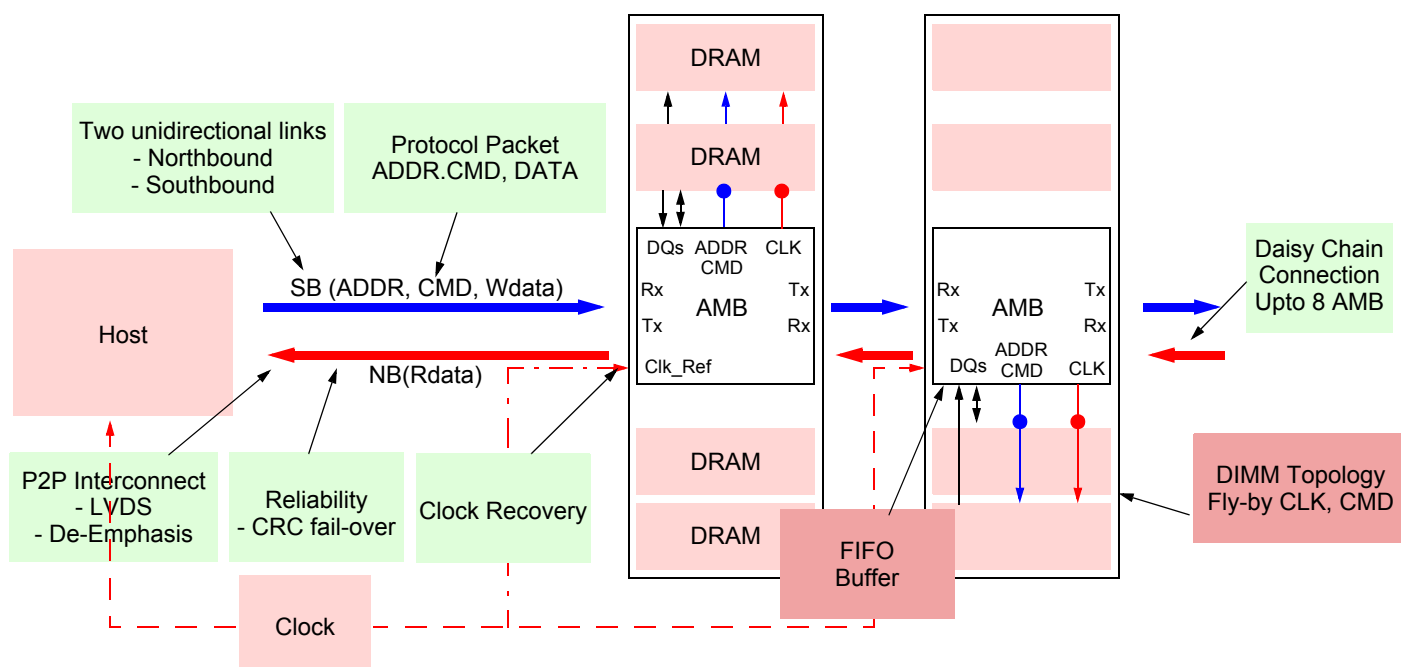 DRAM
DRAM
Two unidirectional links
- Northbound
- Southbound
Protocol Packet
ADDR.CMD, DATA
Host
SB (ADDR, CMD, Wdata)
NB(Rdata)
DQs
ADDR
CMD
CLK
Rx
Tx
AMB
Tx
Rx
Clk_Ref
Rx
Tx
AMB
Tx
Rx
DQs
ADDR
CMD
CLK
Daisy Chain
Connection
Upto 8 AMB
P2P Interconnect
- LVDS
- De-Emphasis
Reliability
- CRC fail-over
Clock Recovery
DRAM
DRAM
DIMM Topology
Fly-by CLK, CMD
FIFO
Buffer
Clock